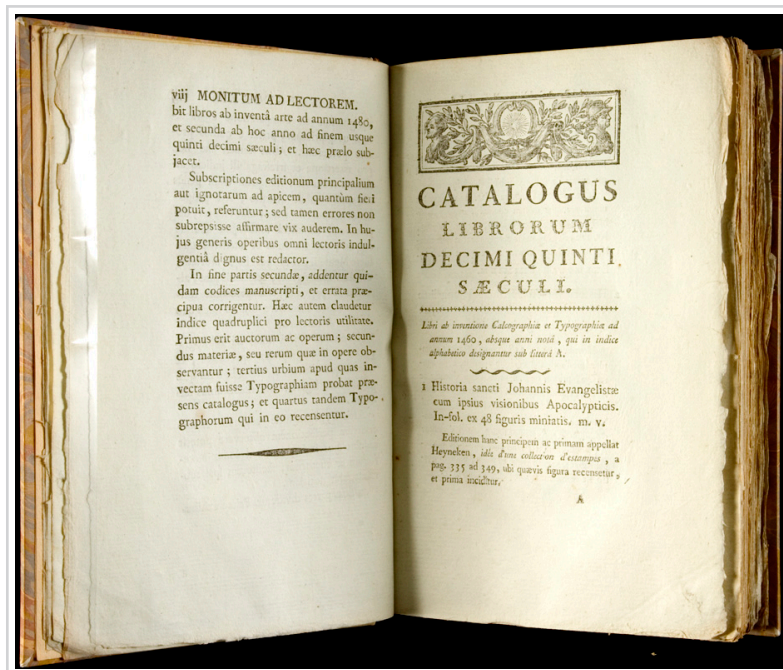 viij MONITUM AD LECTOREM.
bit libros ab inventâ arte ad annum 1480,
et secunda ab hoc anno ad finem usque
quinti decimi sæculi ; et hæc prælo sub-
jacet.
Subscriptiones editionum principalium
aut ignotarum ad apicem, quantùm fieri
potuit, referuntur ; sed tamen errores non
subrepsisse affirmare vix auderem. In hu-
jus generis operibus omni lectoris indul-
gentiâ dignus est redactor.
In fine partis secundæ, addentur qui-
dam codices manuscripti, et errata præ-
cipua corrigentur. Hæc autem claudetur
indice quadruplici pro lectoris utilitate.
Primus erit auctorum ac operum ; secun-
dus materiæ, seu rerum quæ in opere ob-
servantur ; tertius urbium apud quas in-
vectam fuisse Typographiam probat præ-
sens catalogus ; et quartus tandem Typo-
graphorum qui in eo recensentur.
CATALOGUS
LIBRORUM
DECIMI QUINTI
SÆCULI.
Libri ab inventione Calcographiæ et Typographiæ ad
annum 1460, absque anni notâ, qui in indice
alphabetico designantur sub litterâ A.
1 Historia sancti Johannis Evangelistæ
cum ipsius visionibus Apocalypticis.
In-fol. ex 48 figuris miniatis. m. v.
Editionem hanc principem ac primam appellat
Heyneken, idée d'une collection d'estampes, a
pag. 335 ad 349, ubi quævis figura recensetur,
et prima inciditur.
A